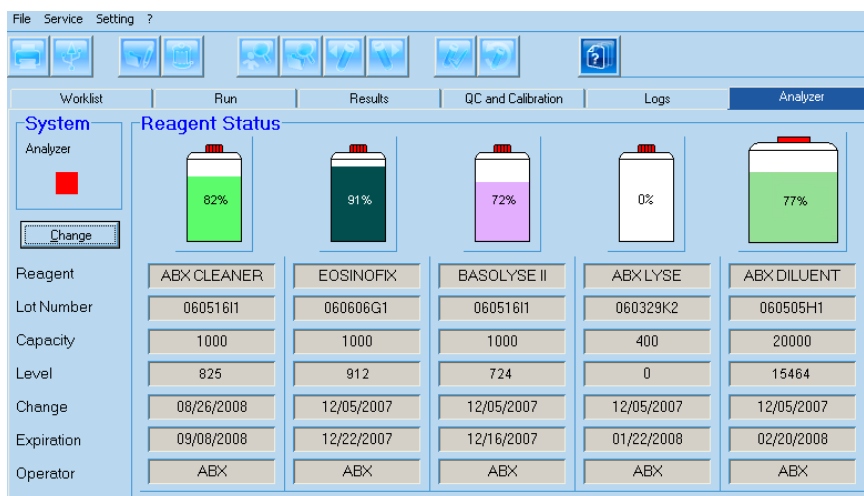 File Service Setting ?
Worklist Run Results QC and Calibration Logs Analyzer
System Reagent Status
Analyzer
82% 91% 72% 0% 77%
Change
Reagent ABX CLEANER EOSINOFIX BASOLYSE II ABX LYSE ABX DILUENT
Lot Number 060516I1 060606G1 060516I1 060329K2 060505H1
Capacity 1000 1000 1000 400 20000
Level 825 912 724 0 15464
Change 08/26/2008 12/05/2007 12/05/2007 12/05/2007 12/05/2007
Expiration 09/08/2008 12/22/2007 12/16/2007 01/22/2008 02/20/2008
Operator ABX ABX ABX ABX ABX